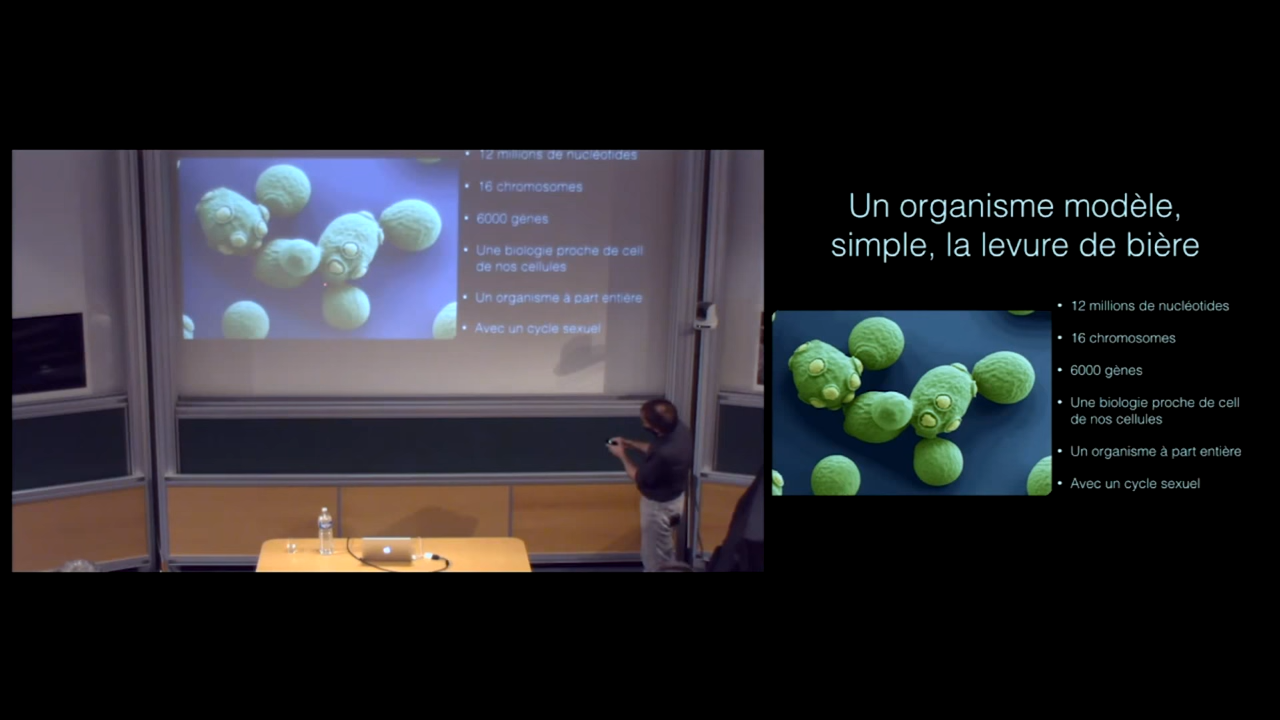 • 12 millions de nucléotides
• 16 chromosomes
• 6000 gènes
• Une biologie proche de cell
de nos cellules
• Un organisme à part entière
• Avec un cycle sexuel
Un organisme modèle,
simple, la levure de bière
• 12 millions de nucléotides
• 16 chromosomes
• 6000 gènes
• Une biologie proche de cell
de nos cellules
• Un organisme à part entière
• Avec un cycle sexuel